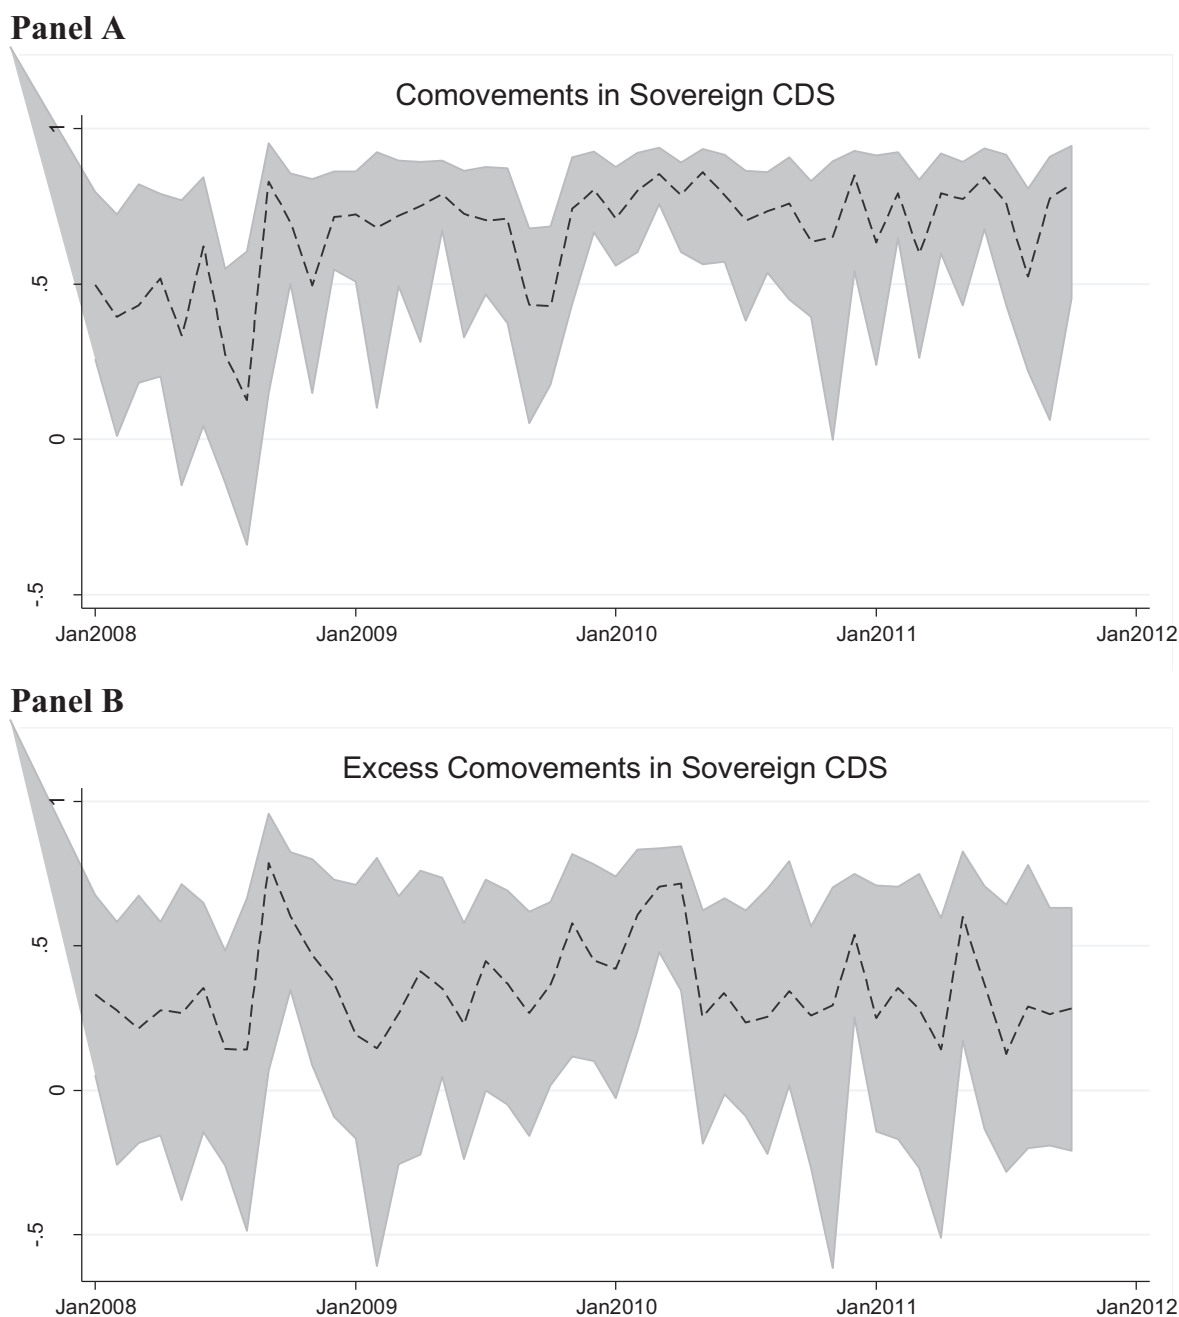 Panel A
Comovements in Sovereign CDS
1
.5
0
-.5
Jan2008 Jan2009 Jan2010 Jan2011 Jan2012
Panel B
Excess Comovements in Sovereign CDS
1
.5
0
-.5
Jan2008 Jan2009 Jan2010 Jan2011 Jan2012